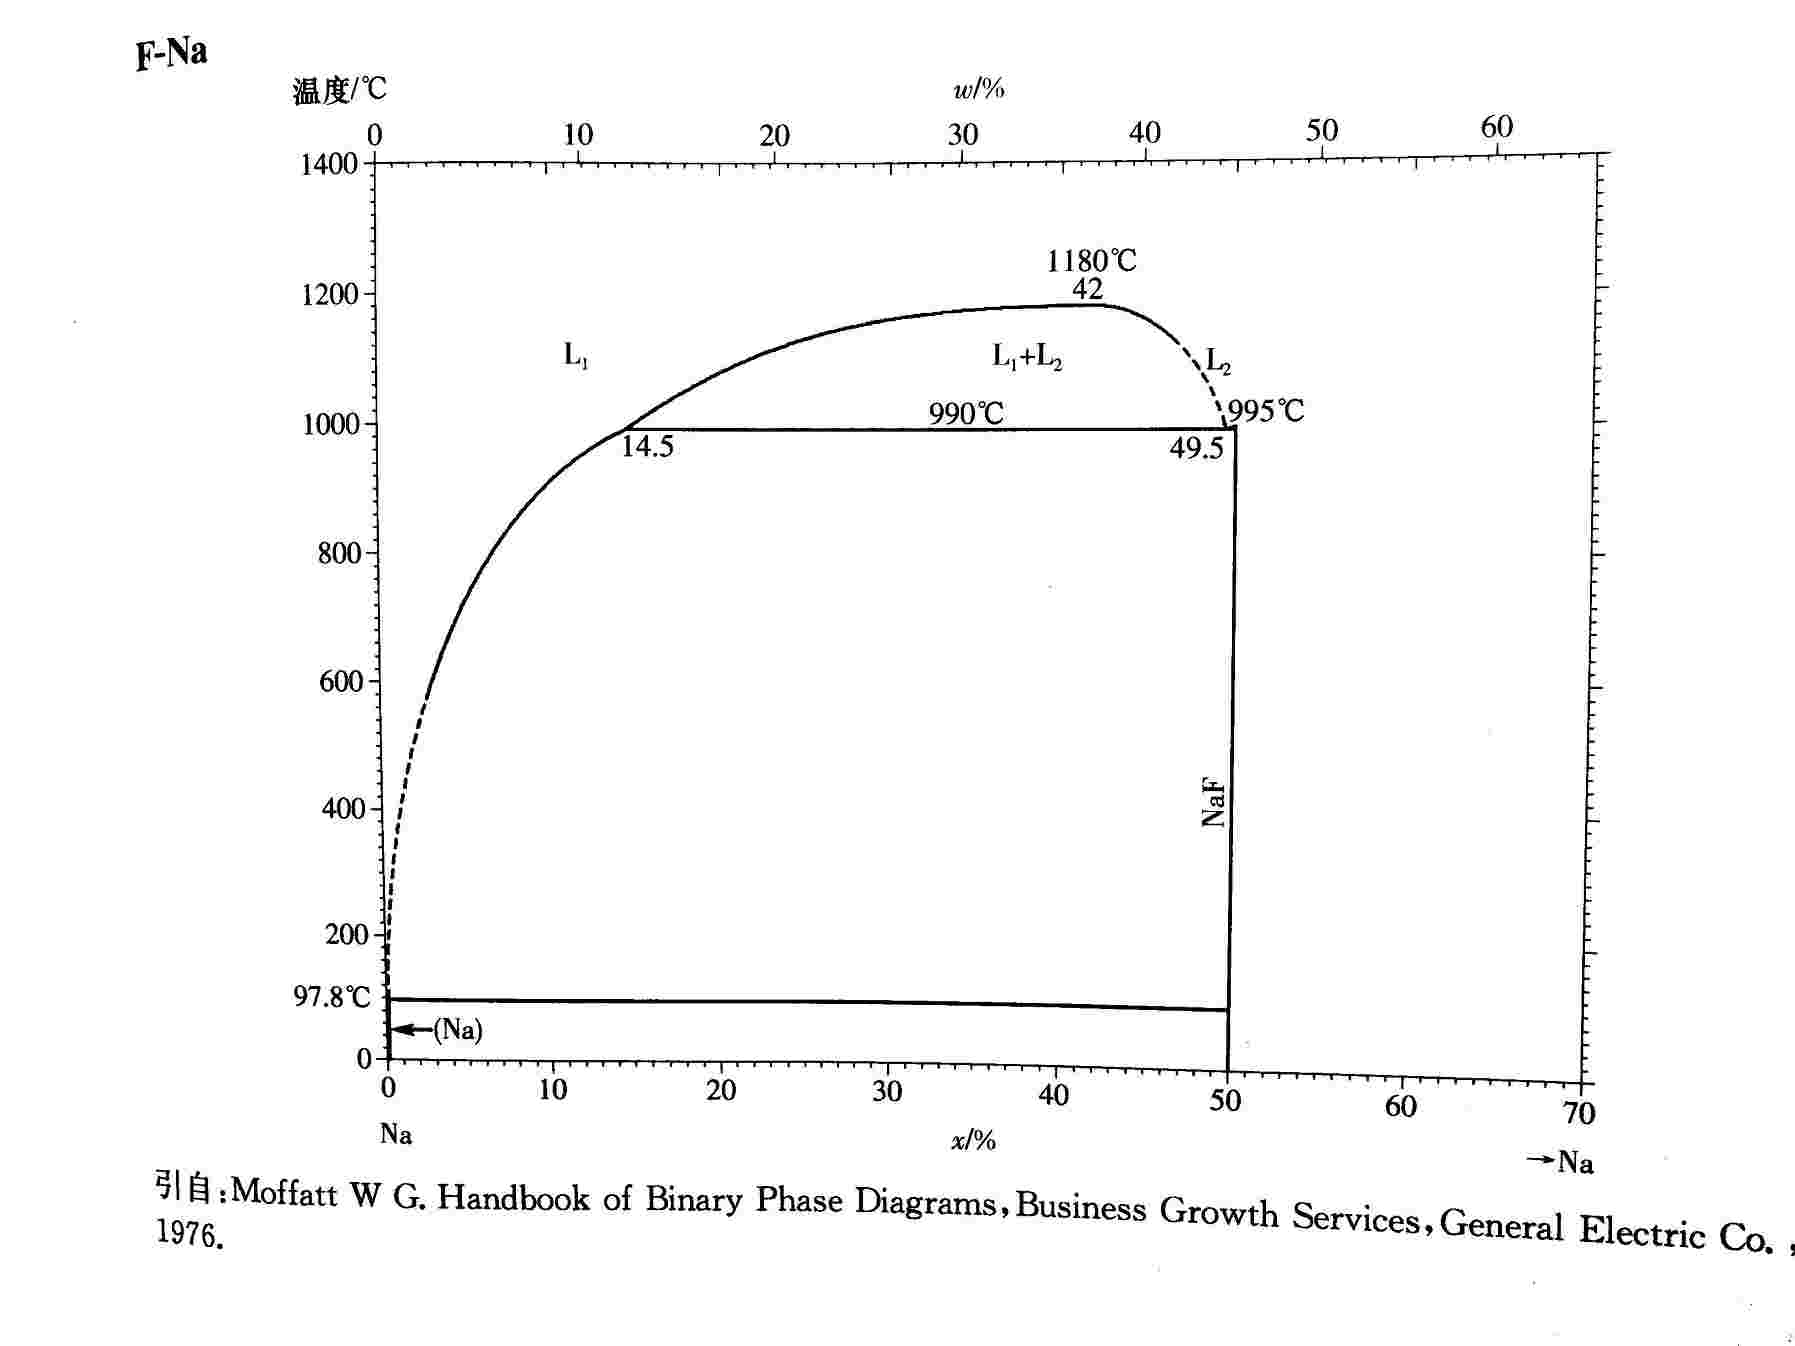 F-Na
温度/℃
w/%
0 10 20 30 40 50 60
1400
1180℃
1200
42
L₁
L₁+L₂
L₂
990℃
995℃
1000
14.5
49.5
800
600
400
NaF
200
97.8℃
(Na)
0
0 10 20 30 40 50 60 70
Na
x/%
→Na
引自:Moffatt W G. Handbook of Binary Phase Diagrams, Business Growth Services, General Electric Co. ,
1976.